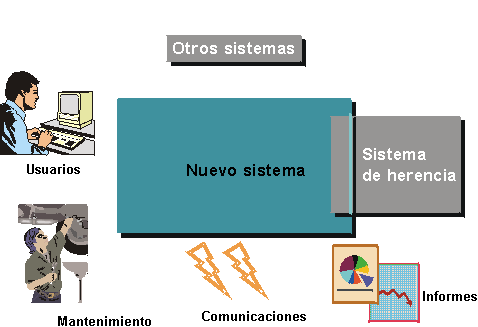 Otros sistemas
Usuarios
Nuevo sistema
Sistema
de herencia
Mantenimiento
Comunicaciones
Informes